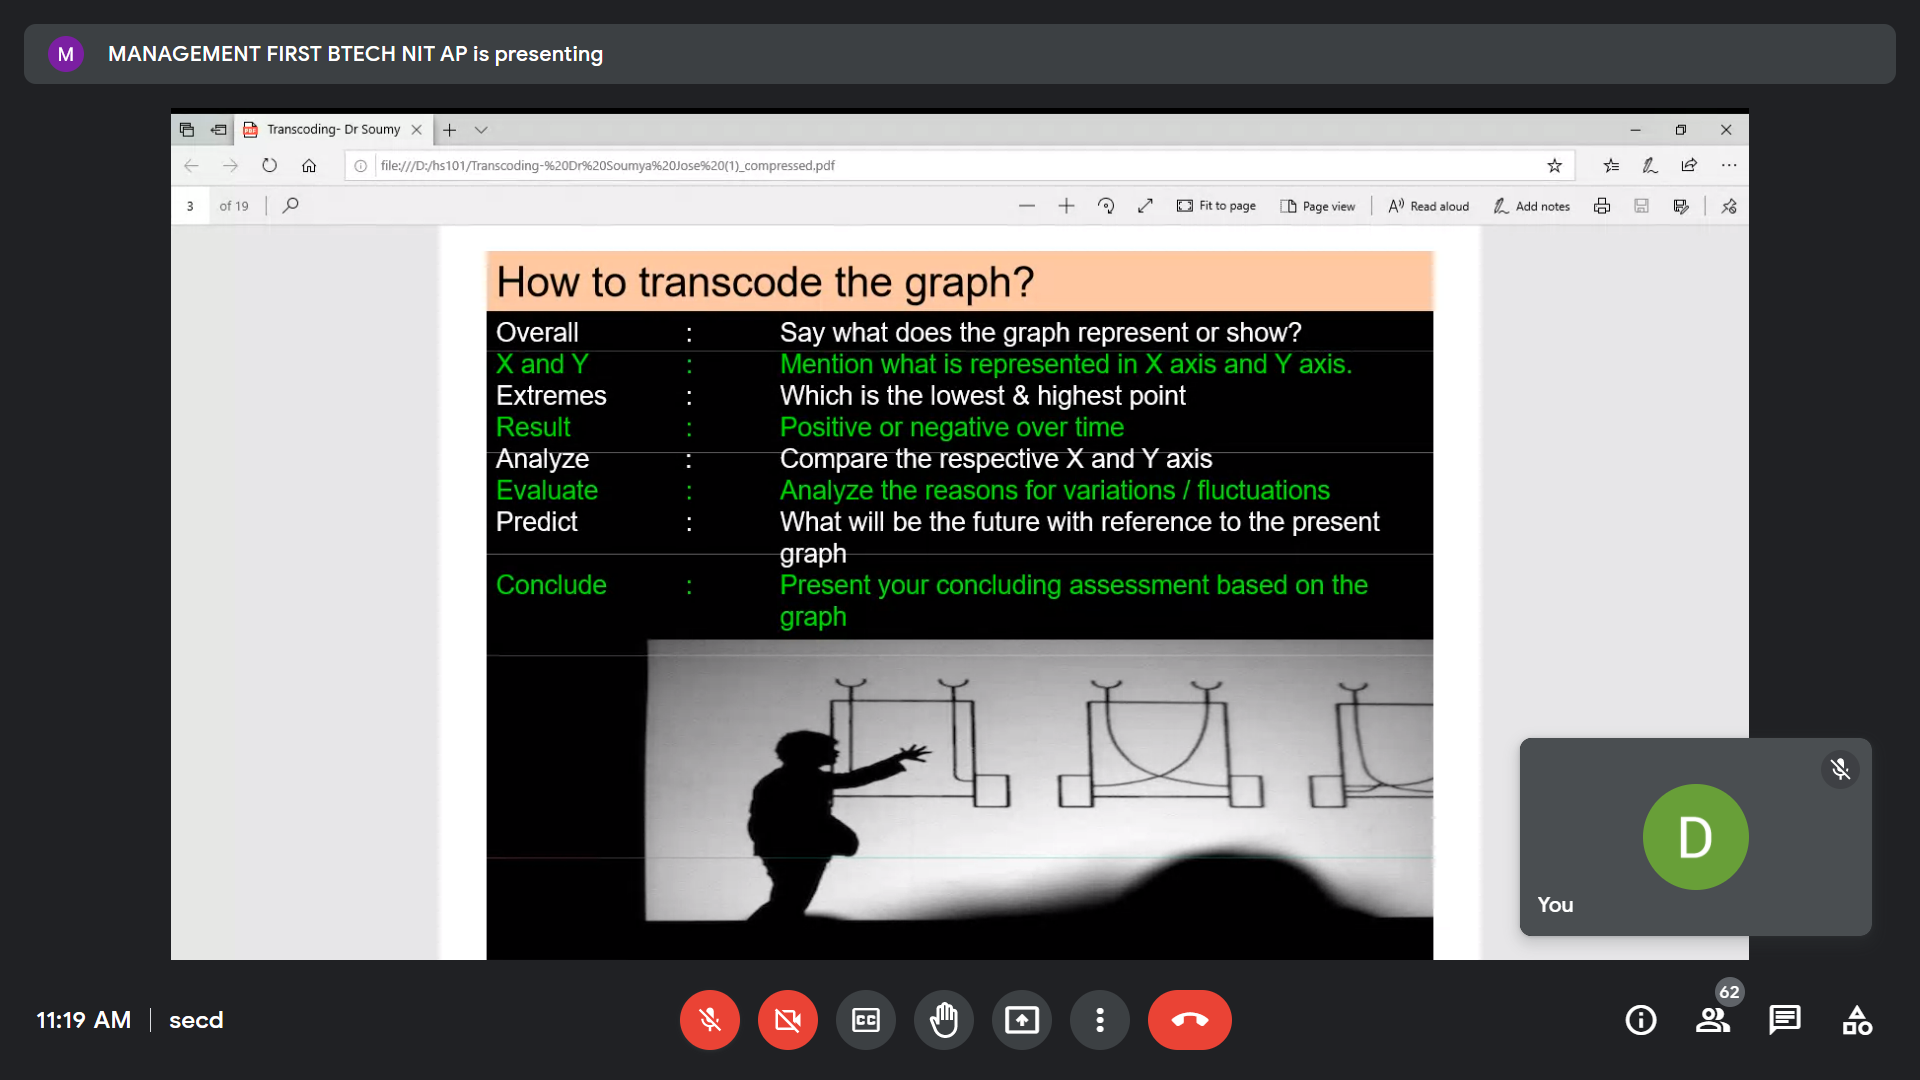 M MANAGEMENT FIRST BTECH NIT AP is presenting
Transcoding- Dr Soumy
file:///D:/hs101/Transcoding-%20Dr%20Soumya%20Jose%20(1)_compressed.pdf
3 of 19 Fit to page Page view Read aloud Add notes
How to transcode the graph?
Overall : Say what does the graph represent or show?
X and Y : Mention what is represented in X axis and Y axis.
Extremes : Which is the lowest & highest point
Result : Positive or negative over time
Analyze : Compare the respective X and Y axis
Evaluate : Analyze the reasons for variations / fluctuations
Predict : What will be the future with reference to the present
graph
Conclude : Present your concluding assessment based on the
graph
D
You
11:19 AM secd CC 62